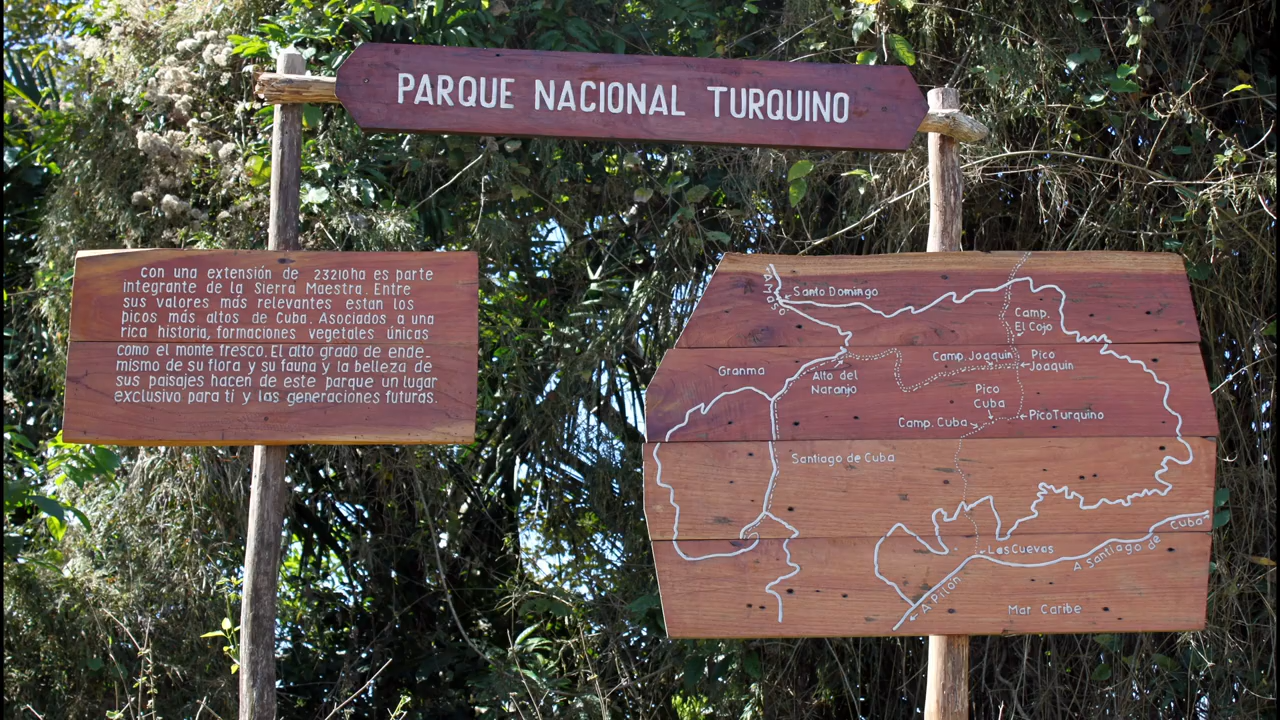 PARQUE NACIONAL TURQUINO
Con una extensión de 23210ha es parte
integrante de la Sierra Maestra. Entre
sus valores más relevantes estan los
picos más altos de Cuba. Asociados a una
rica historia, formaciones vegetales únicas
como el monte fresco. El alto grado de ende_
mismo de su flora y su fauna y la belleza de
sus paisajes hacen de este parque un lugar
exclusivo para ti y las generaciones futuras.
Santo Domingo
Camp.
El Cojo
Camp. Joaquin
Pico
Joaquin
Granma
Alto del
Naranjo
Pico
Cuba
Camp. Cuba
Pico Turquino
Santiago de Cuba
Las Cuevas
A Santiago de Cuba
A Pilón
Mar Caribe